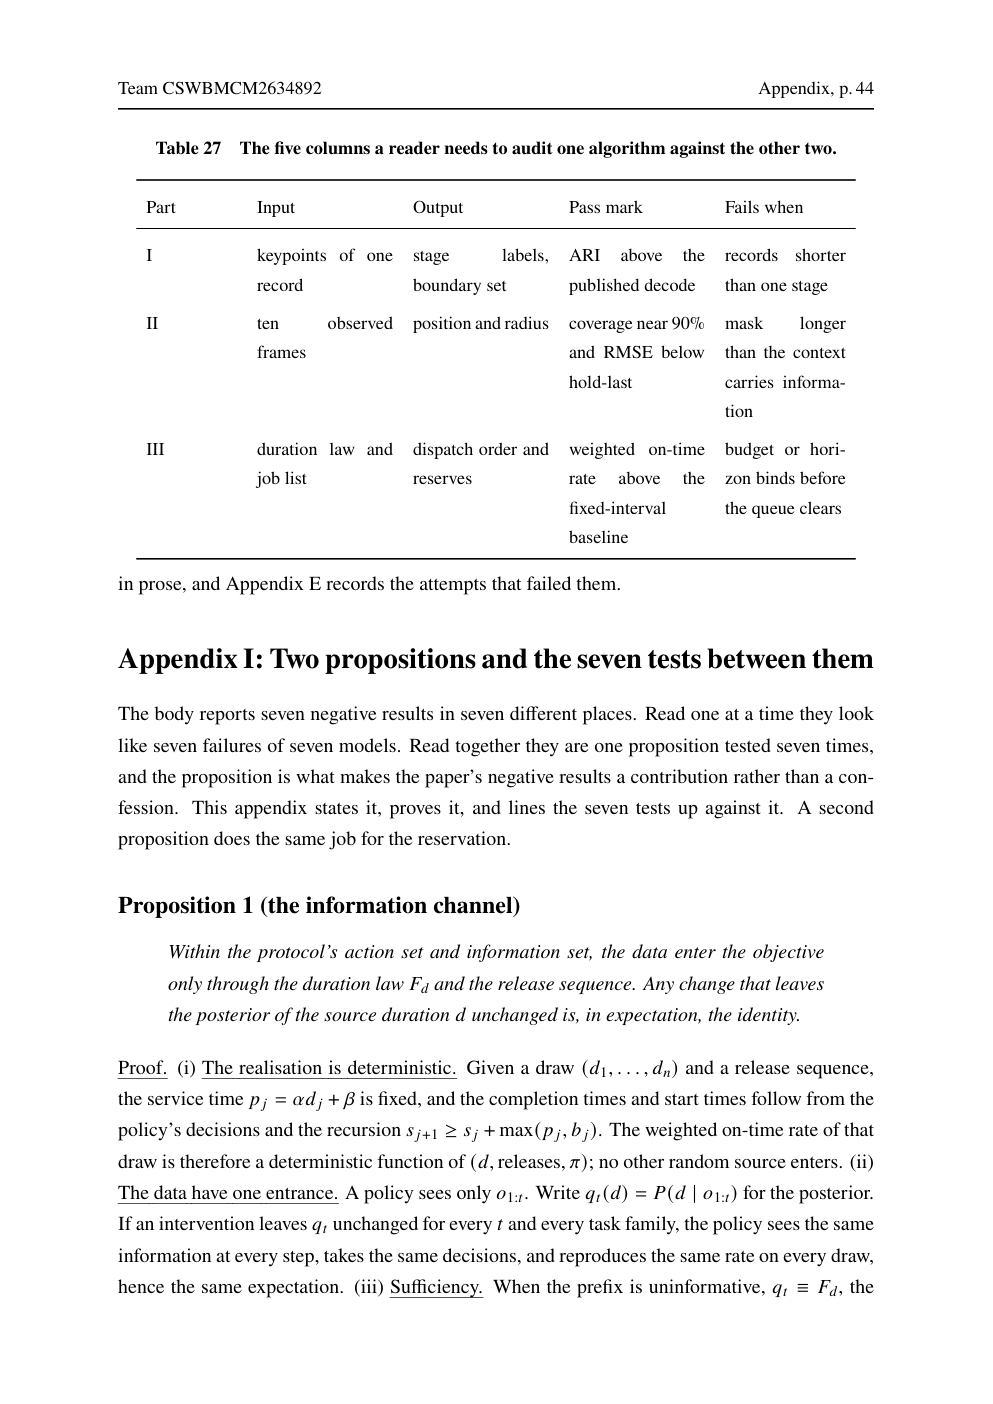 Team CSWBMCM2634892 Appendix, p. 44
Table 27 The five columns a reader needs to audit one algorithm against the other two.
Part Input Output Pass mark Fails when
I keypoints of one stage labels, ARI above the records shorter
record boundary set published decode than one stage
II ten observed position and radius coverage near 90% mask longer
frames and RMSE below than the context
hold-last carries informa-
tion
III duration law and dispatch order and weighted on-time budget or hori-
job list reserves rate above the zon binds before
fixed-interval the queue clears
baseline
in prose, and Appendix E records the attempts that failed them.
Appendix I: Two propositions and the seven tests between them
The body reports seven negative results in seven different places. Read one at a time they look
like seven failures of seven models. Read together they are one proposition tested seven times,
and the proposition is what makes the paper's negative results a contribution rather than a con-
fession. This appendix states it, proves it, and lines the seven tests up against it. A second
proposition does the same job for the reservation.
Proposition 1 (the information channel)
Within the protocol's action set and information set, the data enter the objective
only through the duration law F_d and the release sequence. Any change that leaves
the posterior of the source duration d unchanged is, in expectation, the identity.
Proof. (i) The realisation is deterministic. Given a draw (d₁, . . . , dₙ) and a release sequence,
the service time p_j = αd_j + β is fixed, and the completion times and start times follow from the
policy's decisions and the recursion s_{j+1} ≥ s_j + max(p_j, b_j). The weighted on-time rate of that
draw is therefore a deterministic function of (d, releases, π); no other random source enters. (ii)
The data have one entrance. A policy sees only o_{1:t}. Write q_t(d) = P(d | o_{1:t}) for the posterior.
If an intervention leaves q_t unchanged for every t and every task family, the policy sees the same
information at every step, takes the same decisions, and reproduces the same rate on every draw,
hence the same expectation. (iii) Sufficiency. When the prefix is uninformative, q_t ≡ F_d, the